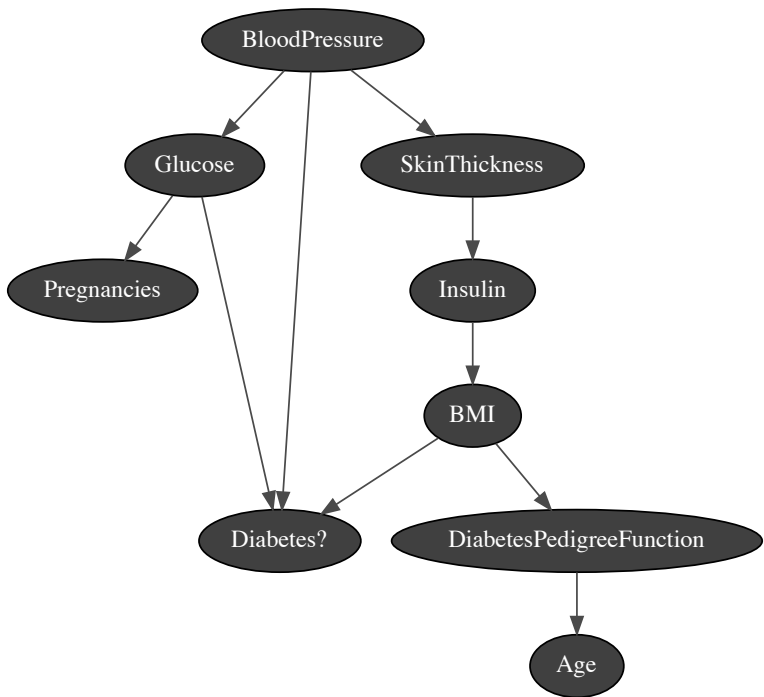 BloodPressure
Glucose
SkinThickness
Pregnancies
Insulin
BMI
Diabetes?
DiabetesPedigreeFunction
Age